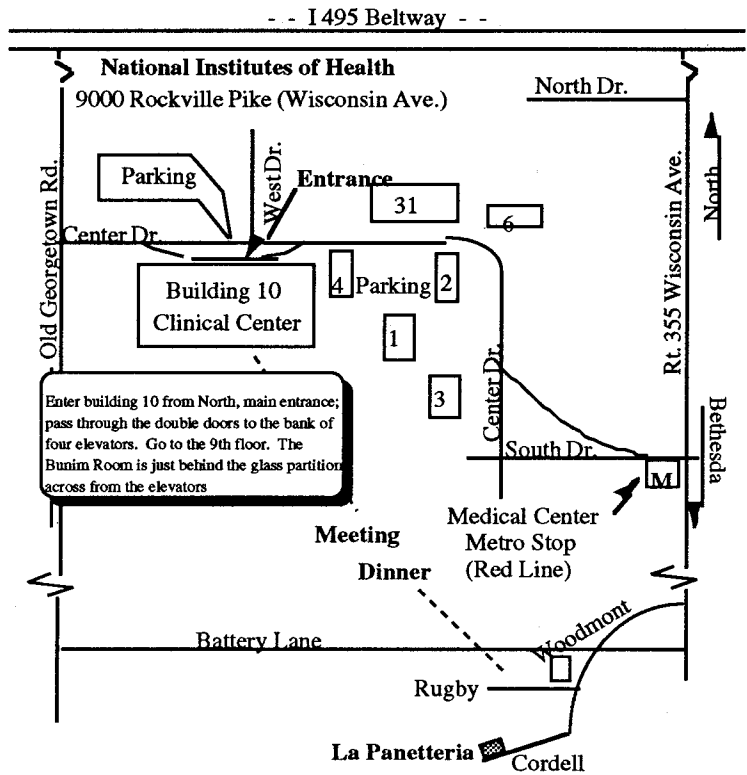 - - I 495 Beltway - -
National Institutes of Health
9000 Rockville Pike (Wisconsin Ave.)
North Dr.
Old Georgetown Rd.
Parking
West Dr.
Entrance
31
6
Rt. 355 Wisconsin Ave.
North
Center Dr.
Building 10
Clinical Center
4
Parking
2
1
3
Center Dr.
Enter building 10 from North, main entrance;
pass through the double doors to the bank of
four elevators. Go to the 9th floor. The
Bunim Room is just behind the glass partition
across from the elevators
South Dr.
M
Bethesda
Medical Center
Metro Stop
(Red Line)
Meeting
Dinner
Battery Lane
Woodmont
Rugby
La Panetteria
Cordell